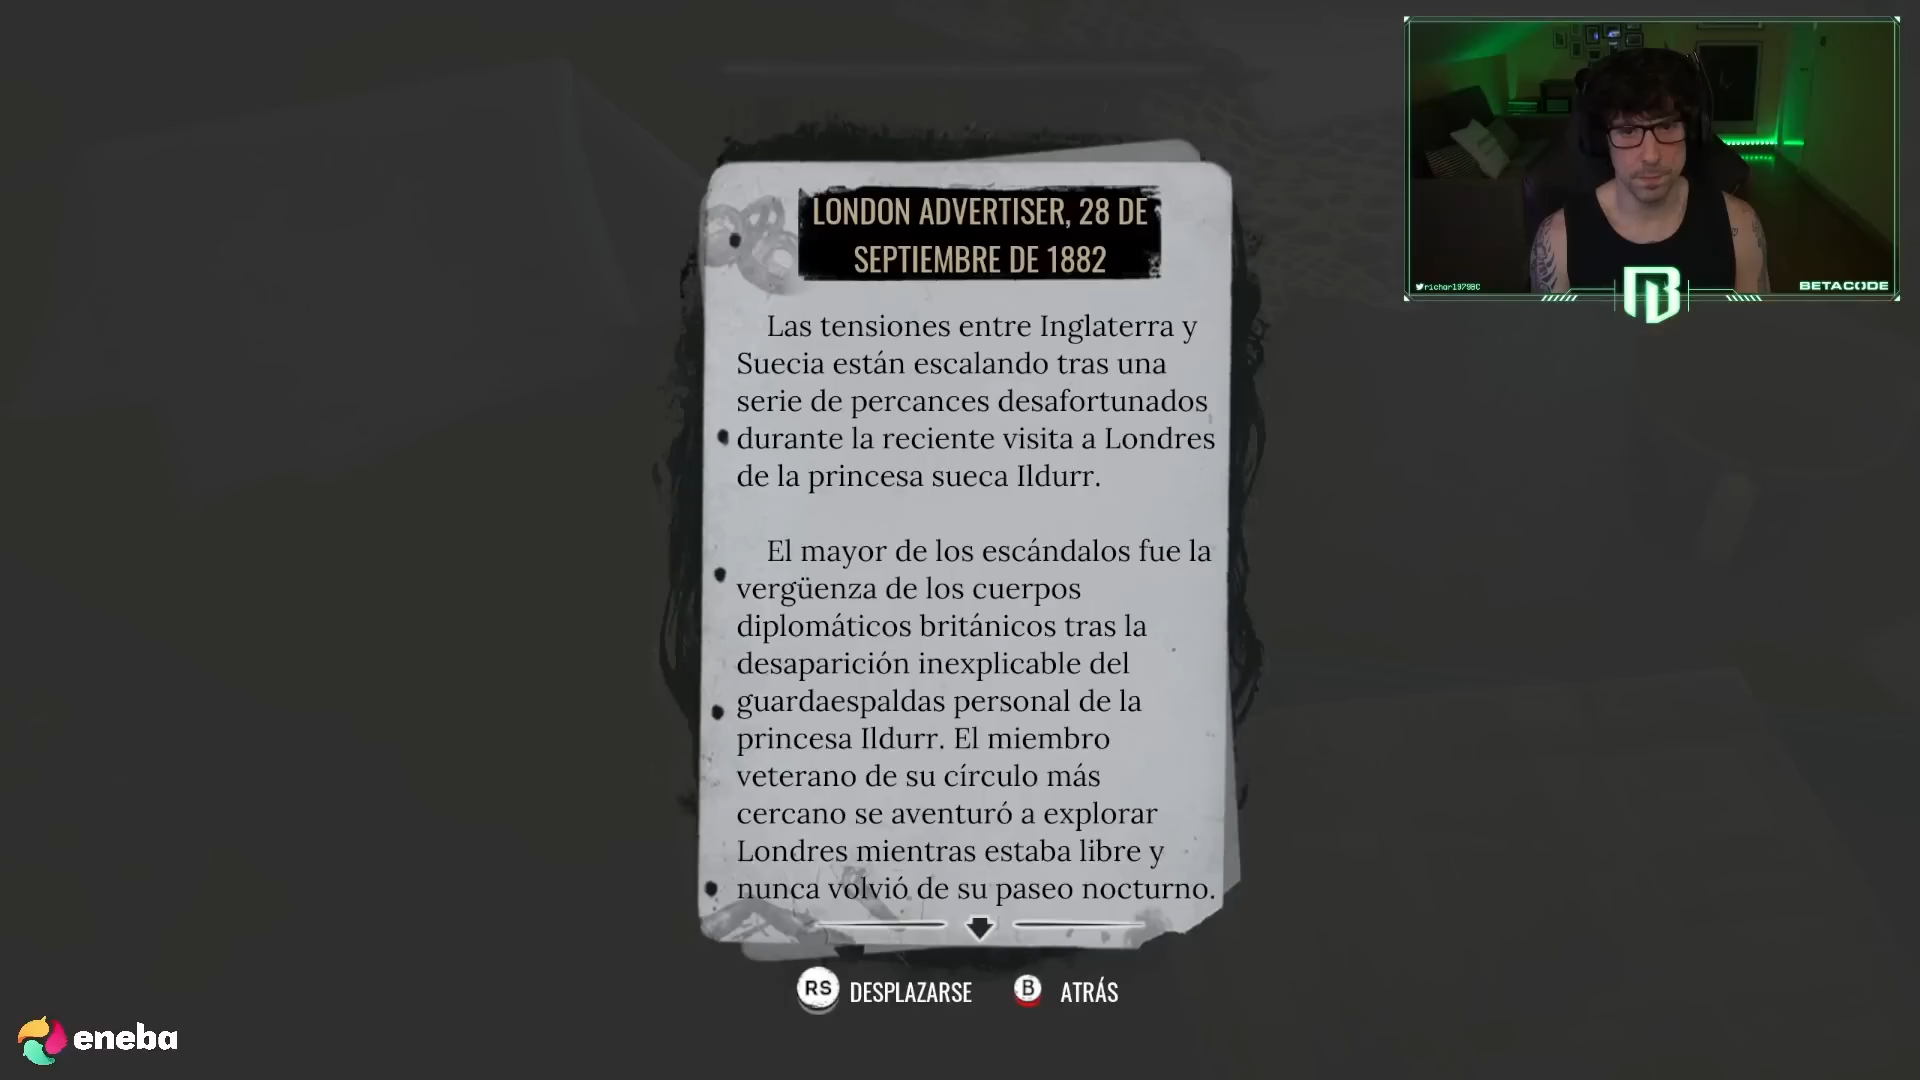 LONDON ADVERTISER, 28 DE
SEPTIEMBRE DE 1882
Las tensiones entre Inglaterra y
Suecia están escalando tras una
serie de percances desafortunados
durante la reciente visita a Londres
de la princesa sueca Ildurr.
El mayor de los escándalos fue la
vergüenza de los cuerpos
diplomáticos británicos tras la
desaparición inexplicable del
guardaespaldas personal de la
princesa Ildurr. El miembro
veterano de su círculo más
cercano se aventuró a explorar
Londres mientras estaba libre y
nunca volvió de su paseo nocturno.
RS DESPLAZARSE B ATRÁS
richar1979BC
BETACODE
eneba